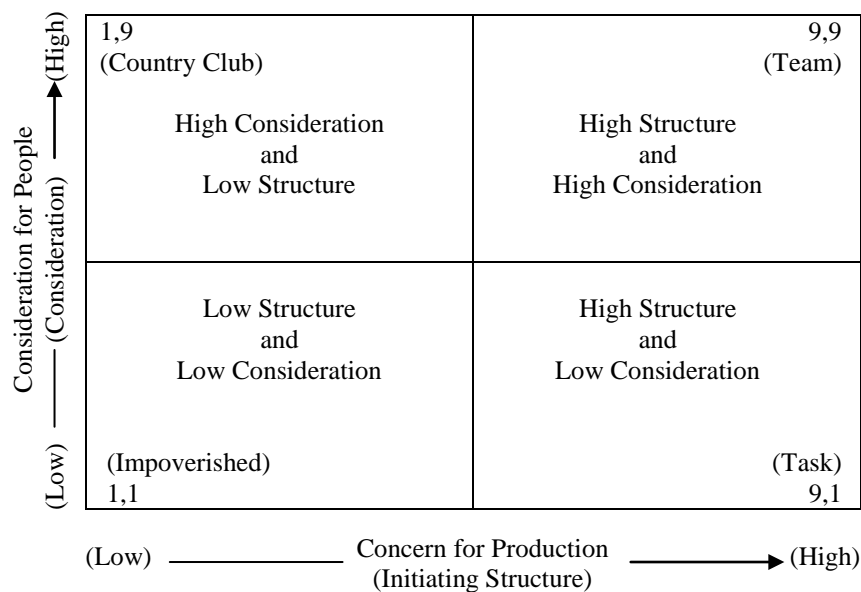 1,9
(Country Club)
High Consideration
and
Low Structure
9,9
(Team)
High Structure
and
High Consideration
Low Structure
and
Low Consideration
(Impoverished)
1,1
High Structure
and
Low Consideration
(Task)
9,1
Consideration for People
(Low) (Consideration) (High)
(Low) Concern for Production (High)
(Initiating Structure)